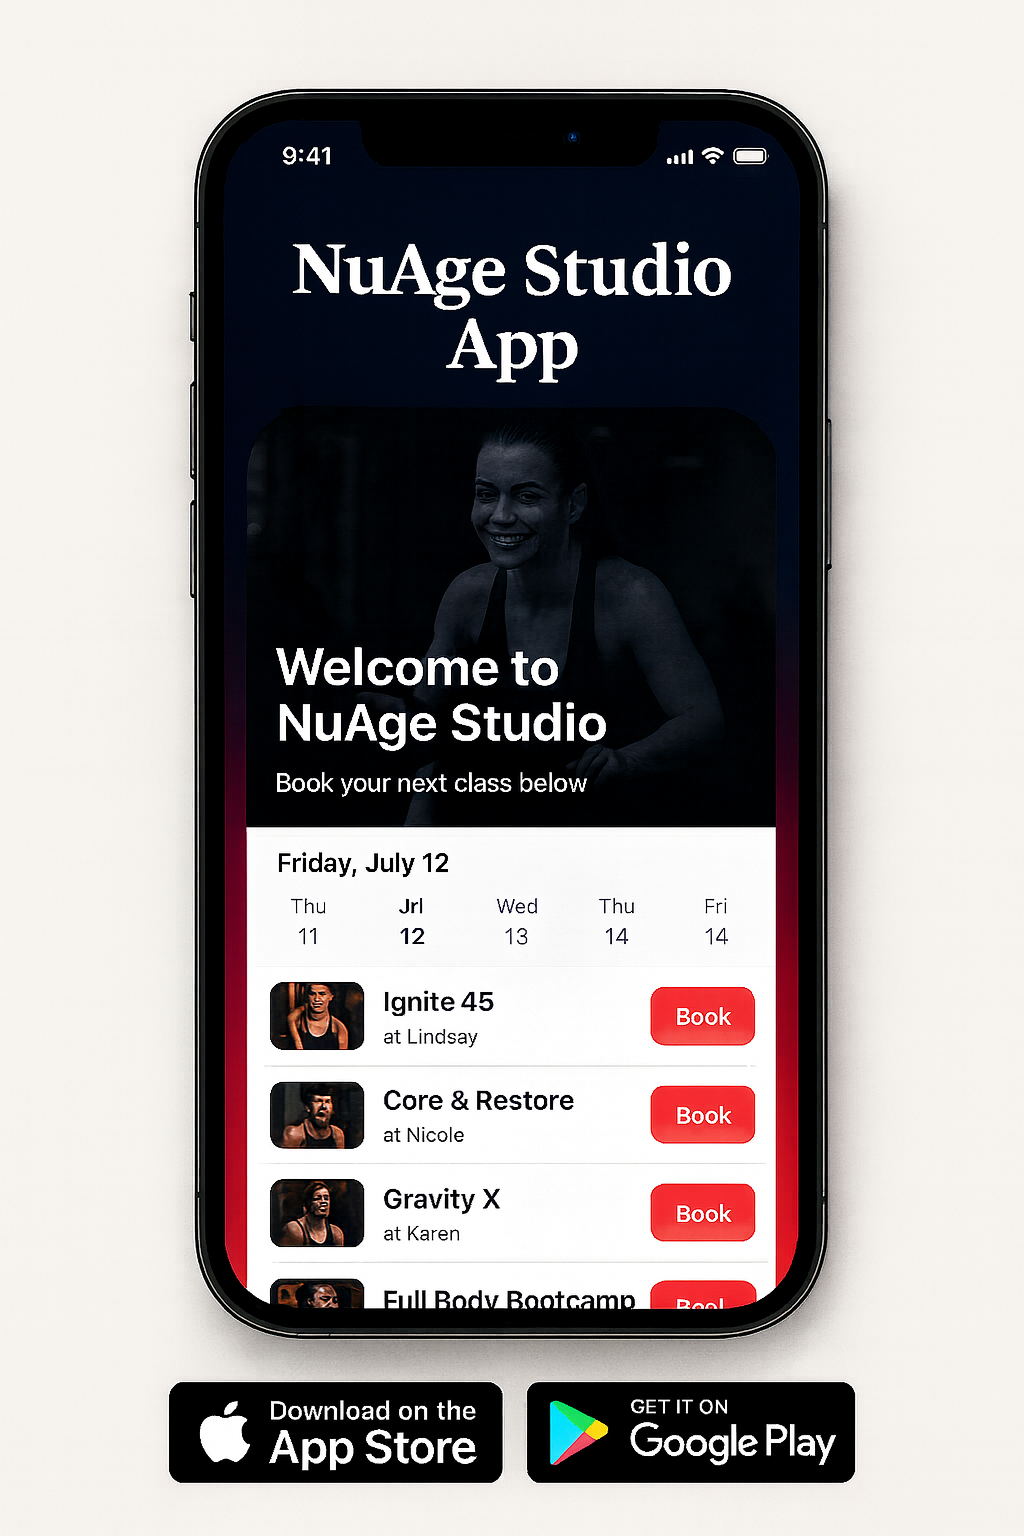 9:41
NuAge Studio
App
Welcome to
NuAge Studio
Book your next class below
Friday, July 12
Thu Jrl Wed Thu Fri
11 12 13 14 14
Ignite 45
at Lindsay
Book
Core & Restore
at Nicole
Book
Gravity X
at Karen
Book
Full Body Bootcamp
Book
Download on the
App Store
GET IT ON
Google Play